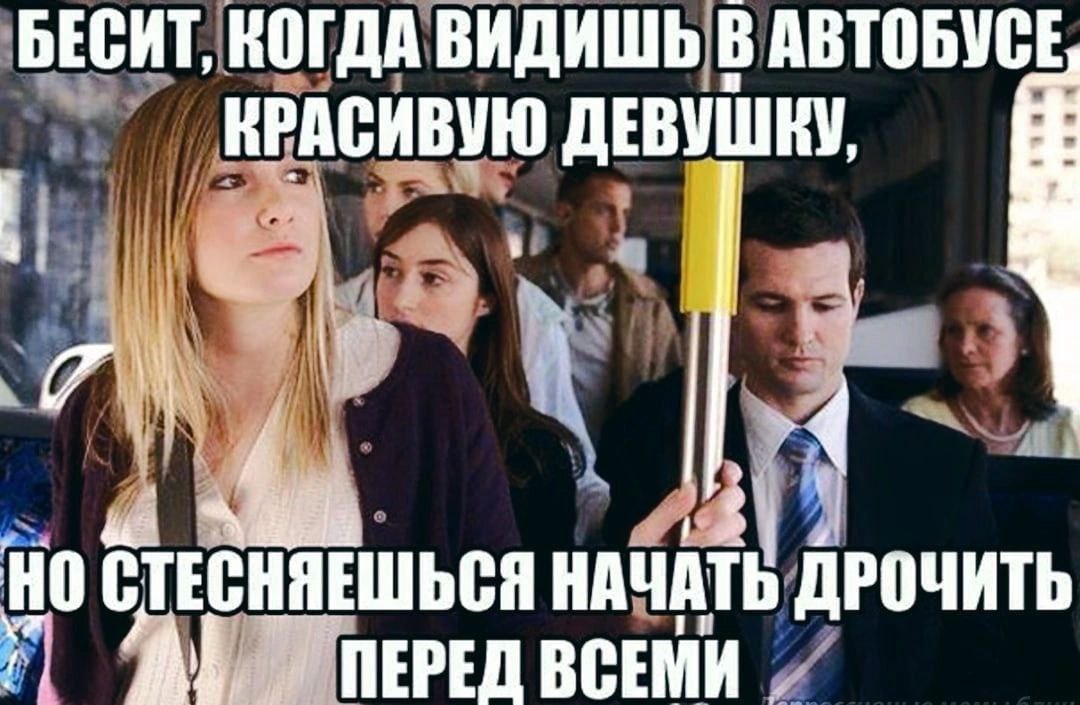 БЕСИТ, КОГДА ВИДИШЬ В АВТОБУСЕ
КРАСИВУЮ ДЕВУШКУ,
НО СТЕСНЯЕШЬСЯ НАЧАТЬ ДРОЧИТЬ
ПЕРЕД ВСЕМИ